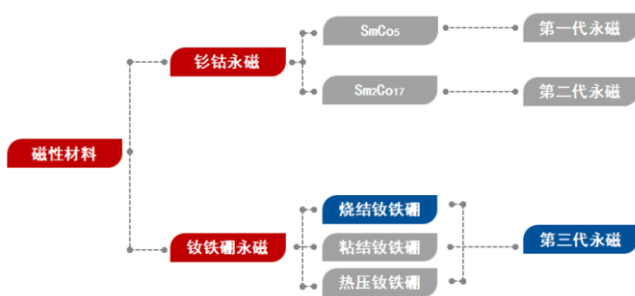 磁性材料
钐钴永磁
SmCo₅
第一代永磁
Sm₂Co₁₇
第二代永磁
钕铁硼永磁
烧结钕铁硼
粘结钕铁硼
热压钕铁硼
第三代永磁